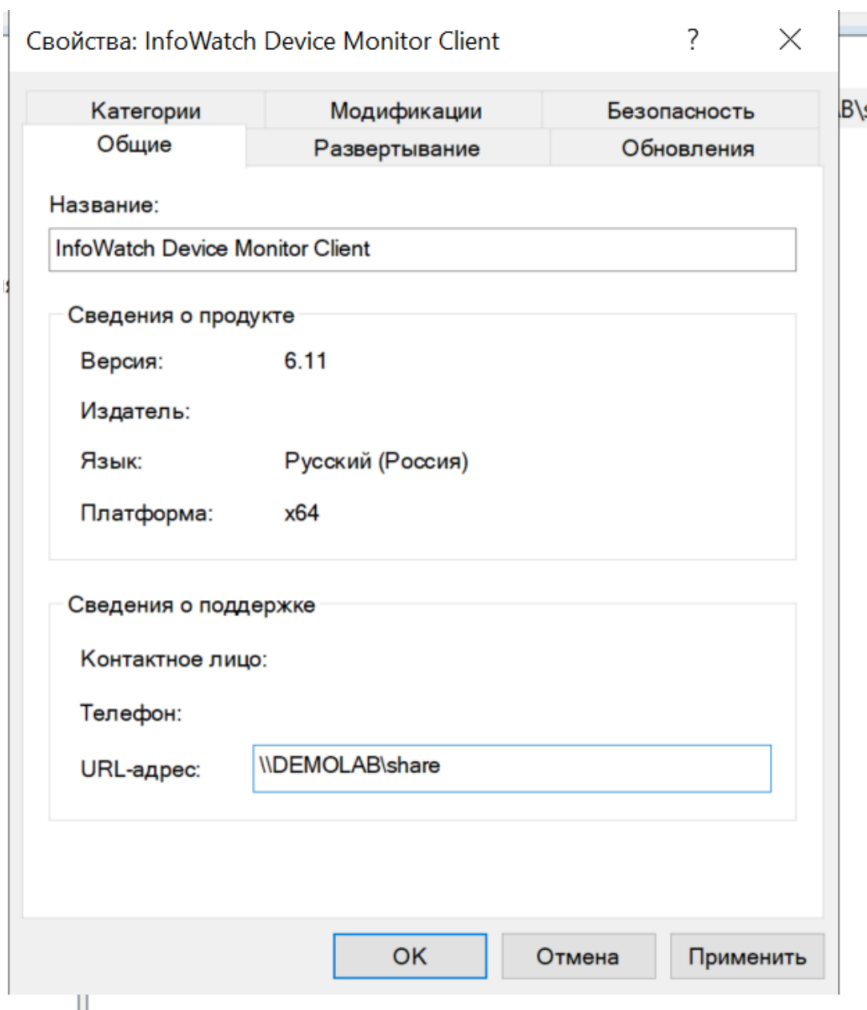 Свойства: InfoWatch Device Monitor Client ?
Категории Модификации Безопасность
Общие Развертывание Обновления
Название:
InfoWatch Device Monitor Client
Сведения о продукте
Версия: 6.11
Издатель:
Язык: Русский (Россия)
Платформа: x64
Сведения о поддержке
Контактное лицо:
Телефон:
URL-адрес: \\DEMOLAB\share
OK Отмена Применить